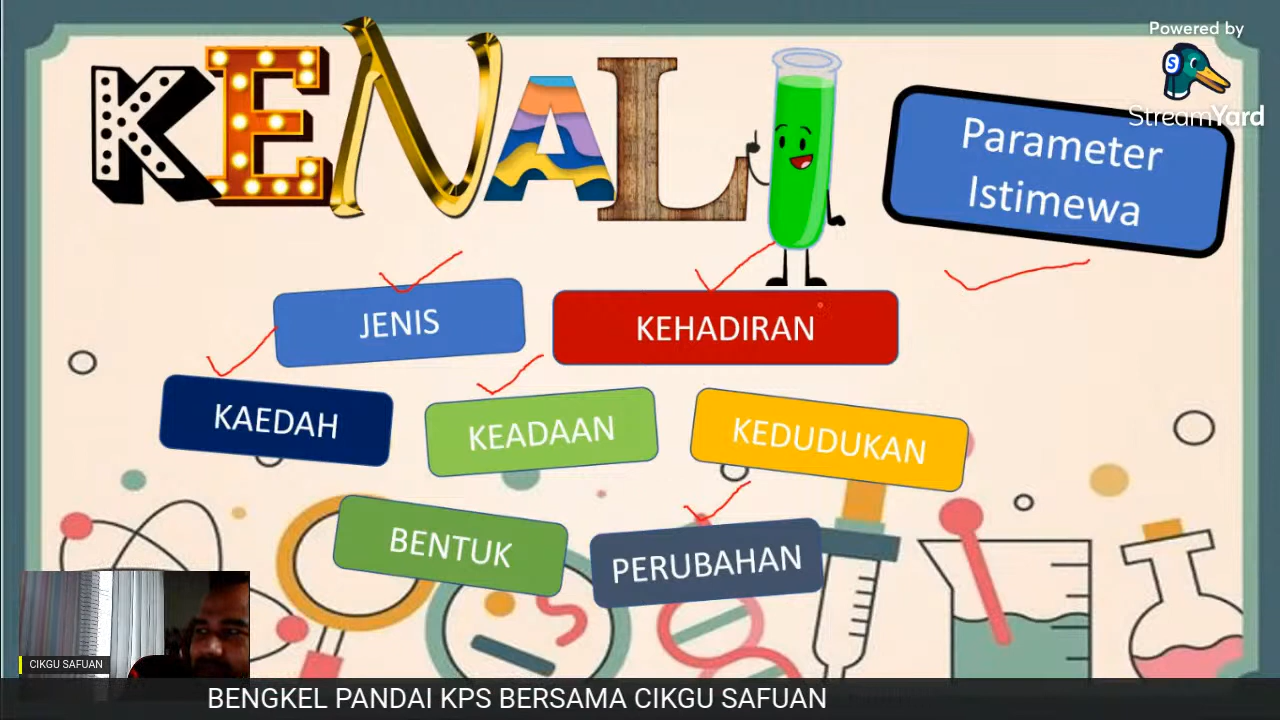 Powered by
StreamYard
KENAL
Parameter
Istimewa
JENIS
KEHADIRAN
KAEDAH
KEADAAN
KEDUDUKAN
BENTUK
PERUBAHAN
CIKGU SAFUAN
BENGKEL PANDAI KPS BERSAMA CIKGU SAFUAN